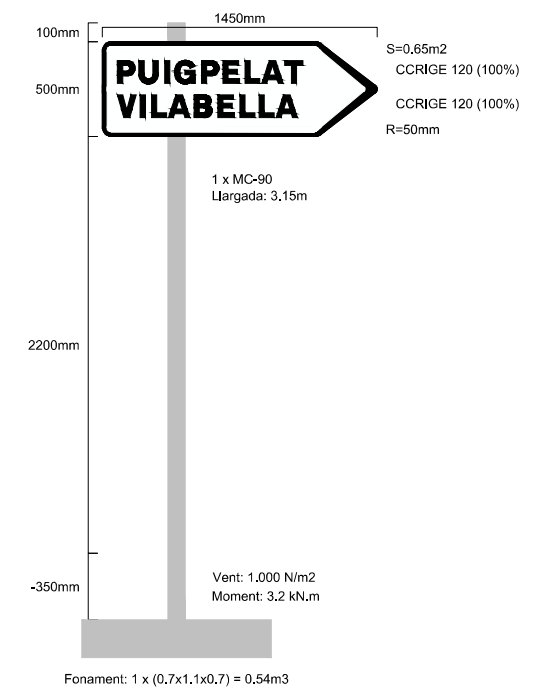 1450mm
100mm
S=0.65m2
PUIGPELAT
CCRIGE 120 (100%)
500mm
VILABELLA
CCRIGE 120 (100%)
R=50mm
1 x MC-90
Llargada: 3.15m
2200mm
Vent: 1.000 N/m2
-350mm
Moment: 3.2 kN.m
Fonament: 1 x (0.7x1.1x0.7) = 0.54m3